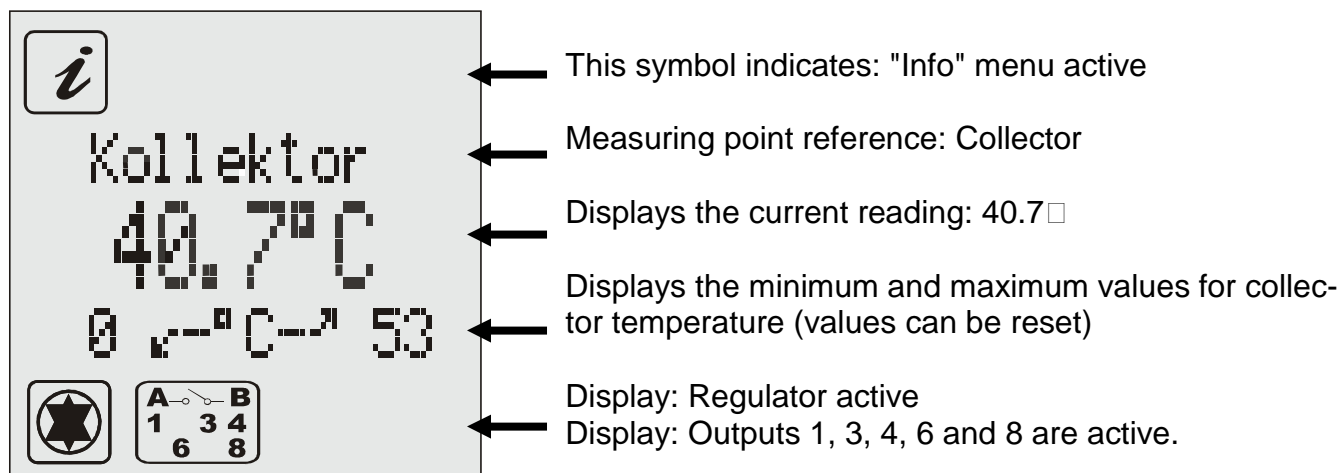 i
This symbol indicates: "Info" menu active
Kollektor
Measuring point reference: Collector
40.7°C
Displays the current reading: 40.7□
Displays the minimum and maximum values for collec-
tor temperature (values can be reset)
0 °C 53
Display: Regulator active
A B
1 3 4
Display: Outputs 1, 3, 4, 6 and 8 are active.
6 8